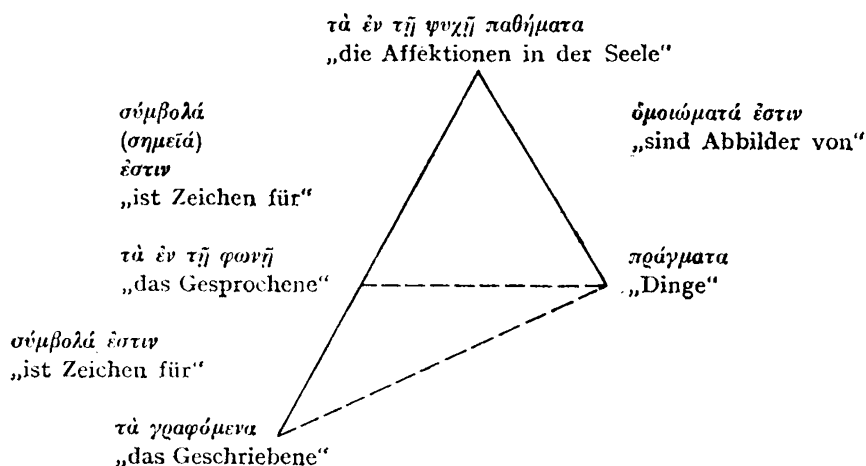 τὰ ἐν τῇ ψυχῇ παθήματα
„die Affektionen in der Seele“
σύμβολά
(σημεῖά)
ἐστιν
„ist Zeichen für“
ὁμοιώματά ἐστιν
„sind Abbilder von“
τὰ ἐν τῇ φωνῇ
„das Gesprochene“
πράγματα
„Dinge“
σύμβολά ἐστιν
„ist Zeichen für“
τὰ γραφόμενα
„das Geschriebene“